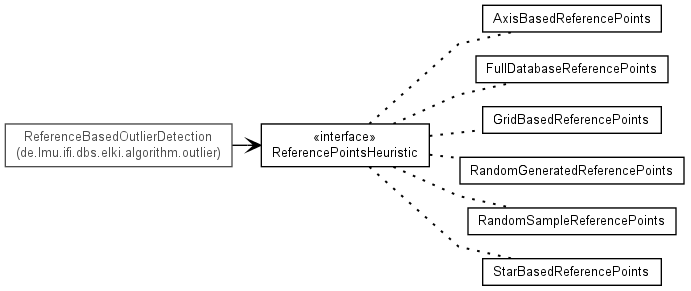 AxisBasedReferencePoints
FullDatabaseReferencePoints
GridBasedReferencePoints
ReferenceBasedOutlierDetection
(de.lmu.ifi.dbs.elki.algorithm.outlier)
«interface»
ReferencePointsHeuristic
RandomGeneratedReferencePoints
RandomSampleReferencePoints
StarBasedReferencePoints